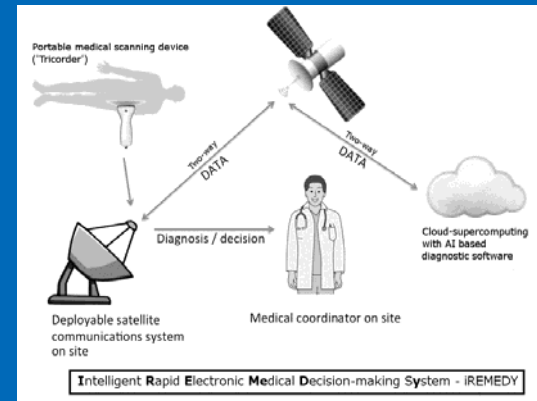 Portable medical scanning device
("Tricorder")
Two-way
DATA
Two-way
DATA
Diagnosis / decision
Cloud-supercomputing
with AI based
diagnostic software
Deployable satellite
communications system
on site
Medical coordinator on site
Intelligent Rapid Electronic Medical Decision-making System - iREMEDY